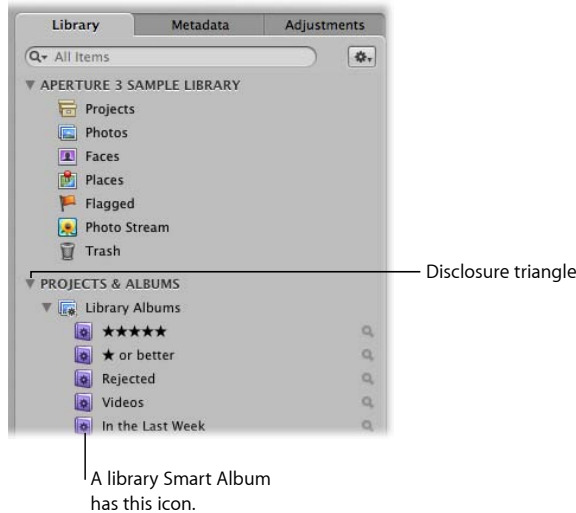 Library Metadata Adjustments
All Items
APERTURE 3 SAMPLE LIBRARY
Projects
Photos
Faces
Places
Flagged
Photo Stream
Trash
Disclosure triangle
PROJECTS & ALBUMS
Library Albums
★★★★★
★ or better
Rejected
Videos
In the Last Week
A library Smart Album
has this icon.